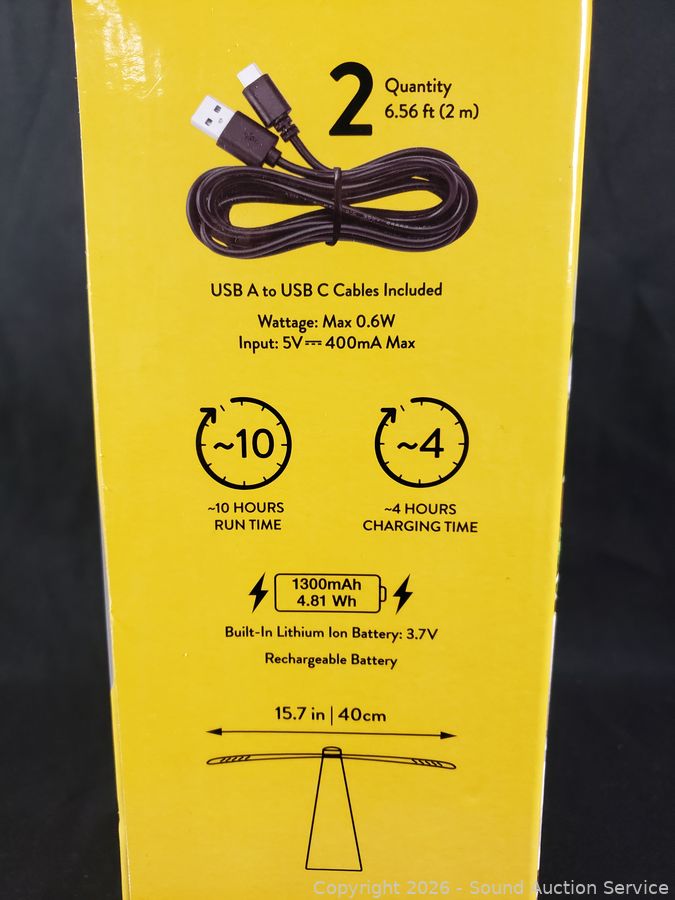 2 Quantity
6.56 ft (2 m)
USB A to USB C Cables Included
Wattage: Max 0.6W
Input: 5V⎓400mA Max
~10
~4
~10 HOURS
RUN TIME
~4 HOURS
CHARGING TIME
1300mAh
4.81 Wh
Built-In Lithium Ion Battery: 3.7V
Rechargeable Battery
15.7 in | 40cm
Copyright 2026 - Sound Auction Service